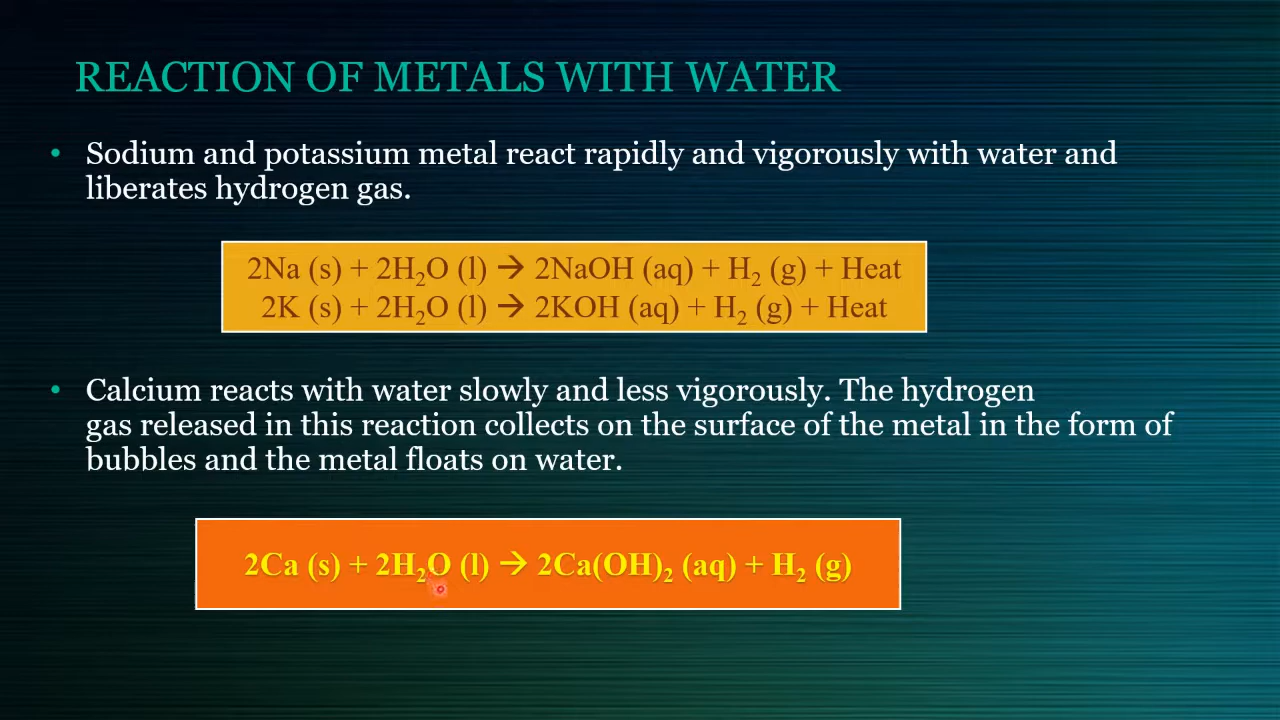 REACTION OF METALS WITH WATER
• Sodium and potassium metal react rapidly and vigorously with water and
liberates hydrogen gas.
2Na (s) + 2H₂O (l) → 2NaOH (aq) + H₂ (g) + Heat
2K (s) + 2H₂O (l) → 2KOH (aq) + H₂ (g) + Heat
• Calcium reacts with water slowly and less vigorously. The hydrogen
gas released in this reaction collects on the surface of the metal in the form of
bubbles and the metal floats on water.
2Ca (s) + 2H₂O (l) → 2Ca(OH)₂ (aq) + H₂ (g)